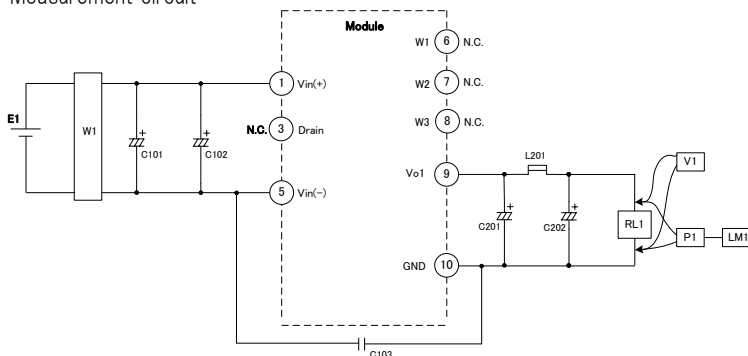 Measurement circuit
Module
W1 6 N.C.
1 Vin(+)
E1
W1
W2 7 N.C.
N.C. 3 Drain
W3 8 N.C.
C101
C102
L201
V1
Vo1 9
5 Vin(-)
C201
C202
RL1
P1
LM1
GND 10
C103